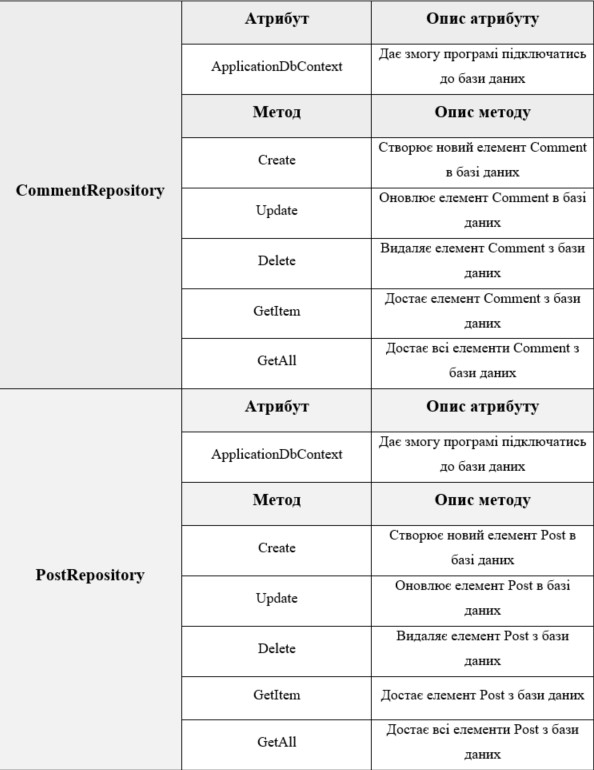 Атрибут
Опис атрибуту
ApplicationDbContext
Дає змогу програмі підключатись
до бази даних
Метод
Опис методу
Create
Створює новий елемент Comment
в базі даних
CommentRepository
Update
Оновлює елемент Comment в базі
даних
Delete
Видаляє елемент Comment з бази
даних
GetItem
Достає елемент Comment з бази
даних
GetAll
Достає всі елементи Comment з
бази даних
Атрибут
Опис атрибуту
ApplicationDbContext
Дає змогу програмі підключатись
до бази даних
Метод
Опис методу
Create
Створює новий елемент Post в
базі даних
PostRepository
Update
Оновлює елемент Post в базі
даних
Delete
Видаляє елемент Post з бази
даних
GetItem
Достає елемент Post з бази даних
GetAll
Достає всі елементи Post з бази
даних